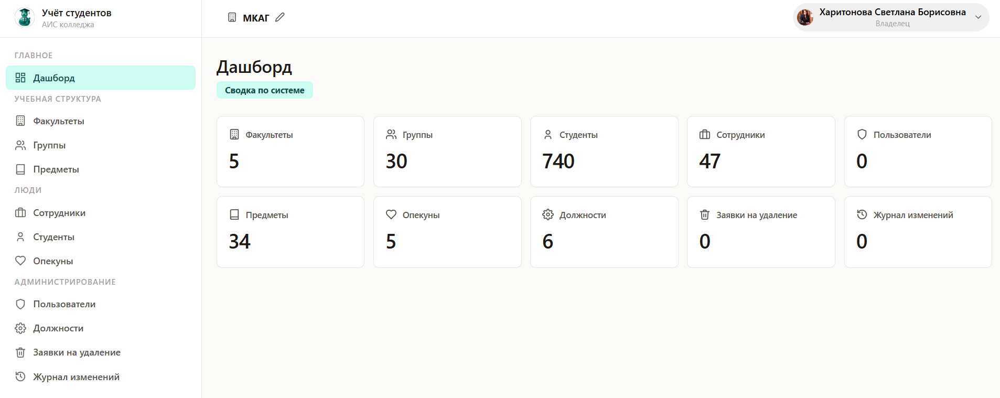 Учёт студентов
АИС колледжа
МКАГ
Харитонова Светлана Борисовна
Владелец
ГЛАВНОЕ
Дашборд
УЧЕБНАЯ СТРУКТУРА
Факультеты
Группы
Предметы
ЛЮДИ
Сотрудники
Студенты
Опекуны
АДМИНИСТРИРОВАНИЕ
Пользователи
Должности
Заявки на удаление
Журнал изменений
Дашборд
Сводка по системе
Факультеты
5
Группы
30
Студенты
740
Сотрудники
47
Пользователи
0
Предметы
34
Опекуны
5
Должности
6
Заявки на удаление
0
Журнал изменений
0